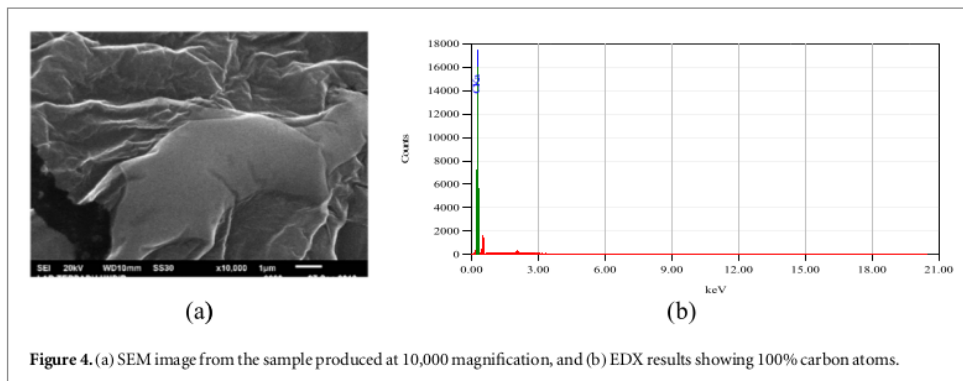 SEI 20kV WD10mm SS30 x10,000 1µm
18000
16000
14000
12000
10000
8000
6000
4000
2000
0
Counts
0.00 3.00 6.00 9.00 12.00 15.00 18.00 21.00
keV
(a) (b)
Figure 4. (a) SEM image from the sample produced at 10,000 magnification, and (b) EDX results showing 100% carbon atoms.